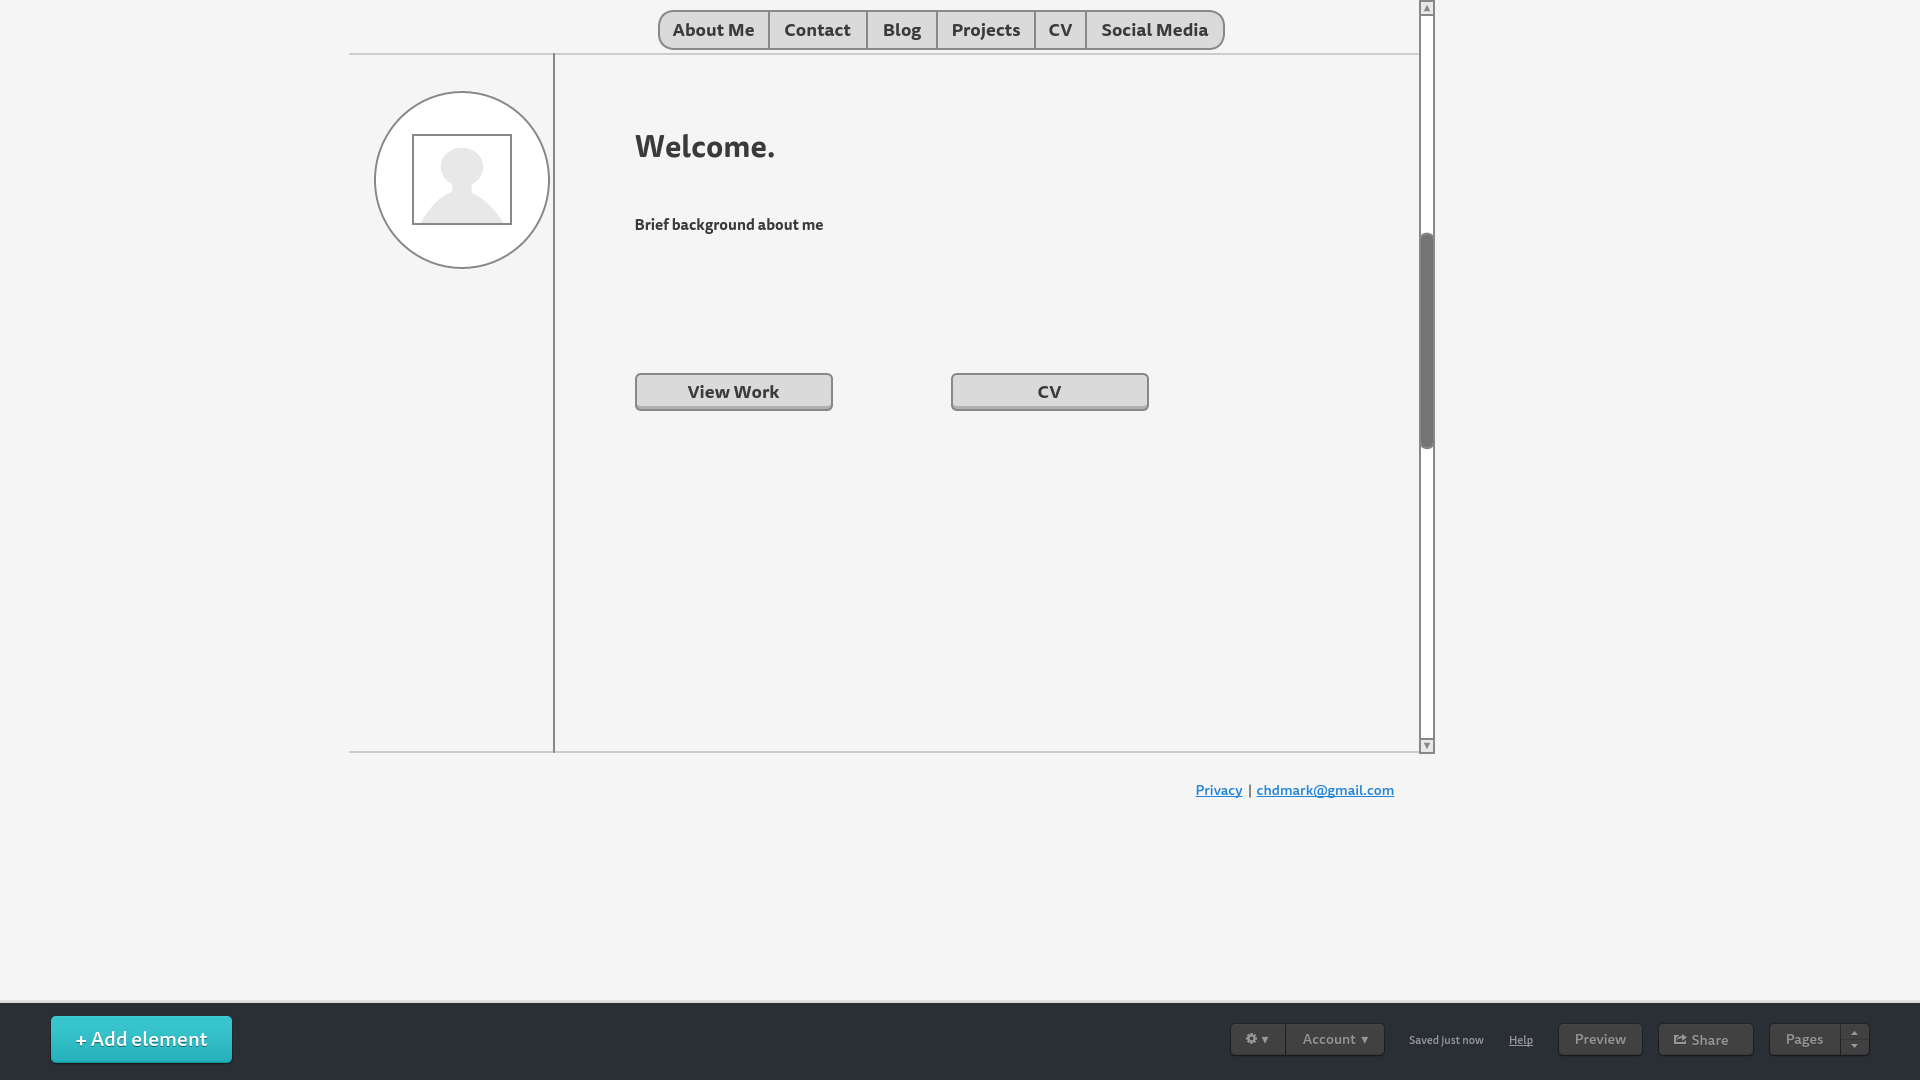 About Me Contact Blog Projects CV Social Media
Welcome.
Brief background about me
View Work CV
Privacy | chdmark@gmail.com
+ Add element Account Saved just now Help Preview Share Pages